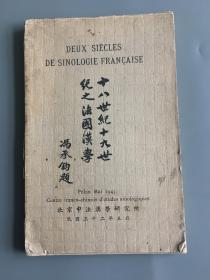 DEUX SIÈCLES
DE SINOLOGIE FRANÇAISE
十八世紀十九世
紀之法國漢學
馮承鈞題
Pékin Mai 1943
Centre franco-chinois d'études sinologiques
北京中法漢學研究所
民國三十二年五月